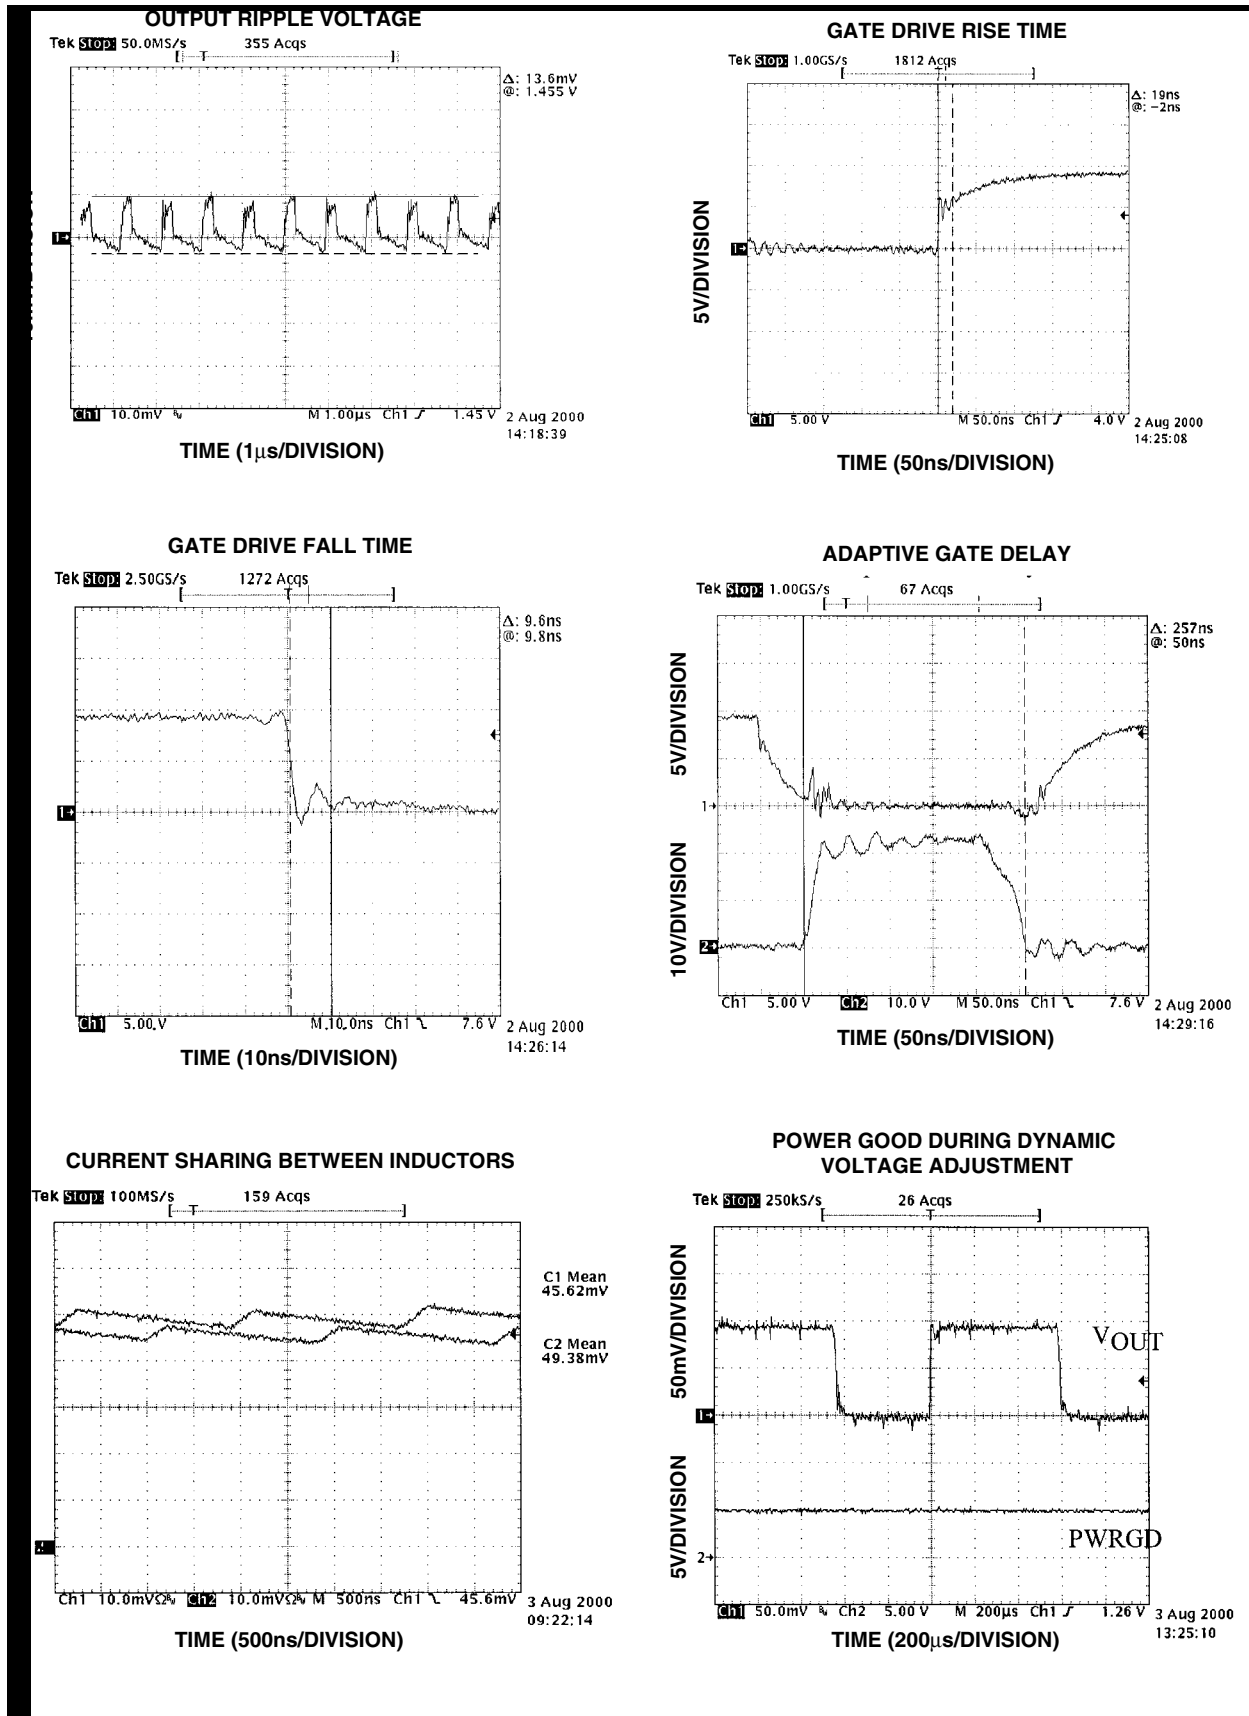 OUTPUT RIPPLE VOLTAGE
Tek Stop: 50.0MS/s 355 Acqs
T
Δ: 13.6mV
@: 1.455 V
1
Ch1 10.0mV M 1.00µs Ch1 1.45 V
2 Aug 2000
14:18:39
TIME (1µs/DIVISION)
GATE DRIVE RISE TIME
Tek Stop: 1.00GS/s 1812 Acqs
Δ: 19ns
@: −2ns
5V/DIVISION
1
Ch1 5.00 V M 50.0ns Ch1 4.0 V
2 Aug 2000
14:25:08
TIME (50ns/DIVISION)
GATE DRIVE FALL TIME
Tek Stop: 2.50GS/s 1272 Acqs
T
Δ: 9.6ns
@: 9.8ns
1
Ch1 5.00 V M 10.0ns Ch1 7.6 V
2 Aug 2000
14:26:14
TIME (10ns/DIVISION)
ADAPTIVE GATE DELAY
Tek Stop: 1.00GS/s 67 Acqs
T
Δ: 257ns
@: 50ns
5V/DIVISION
1
10V/DIVISION
2
Ch1 5.00 V Ch2 10.0 V M 50.0ns Ch1 7.6 V
2 Aug 2000
14:29:16
TIME (50ns/DIVISION)
CURRENT SHARING BETWEEN INDUCTORS
Tek Stop: 100MS/s 159 Acqs
T
C1 Mean
45.62mV
C2 Mean
49.38mV
Ch1 10.0mVΩ Ch2 10.0mVΩ M 500ns Ch1 45.6mV
3 Aug 2000
09:22:14
TIME (500ns/DIVISION)
POWER GOOD DURING DYNAMIC
VOLTAGE ADJUSTMENT
Tek Stop: 250kS/s 26 Acqs
T
50mV/DIVISION
VOUT
1
5V/DIVISION
PWRGD
2
Ch1 50.0mV Ch2 5.00 V M 200µs Ch1 1.26 V
3 Aug 2000
13:25:10
TIME (200µs/DIVISION)